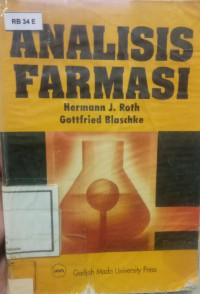 RB 34 E
ANALISIS
FARMASI
Hermann J. Roth
Gottfried Blaschke
Gadjah Mada University Press